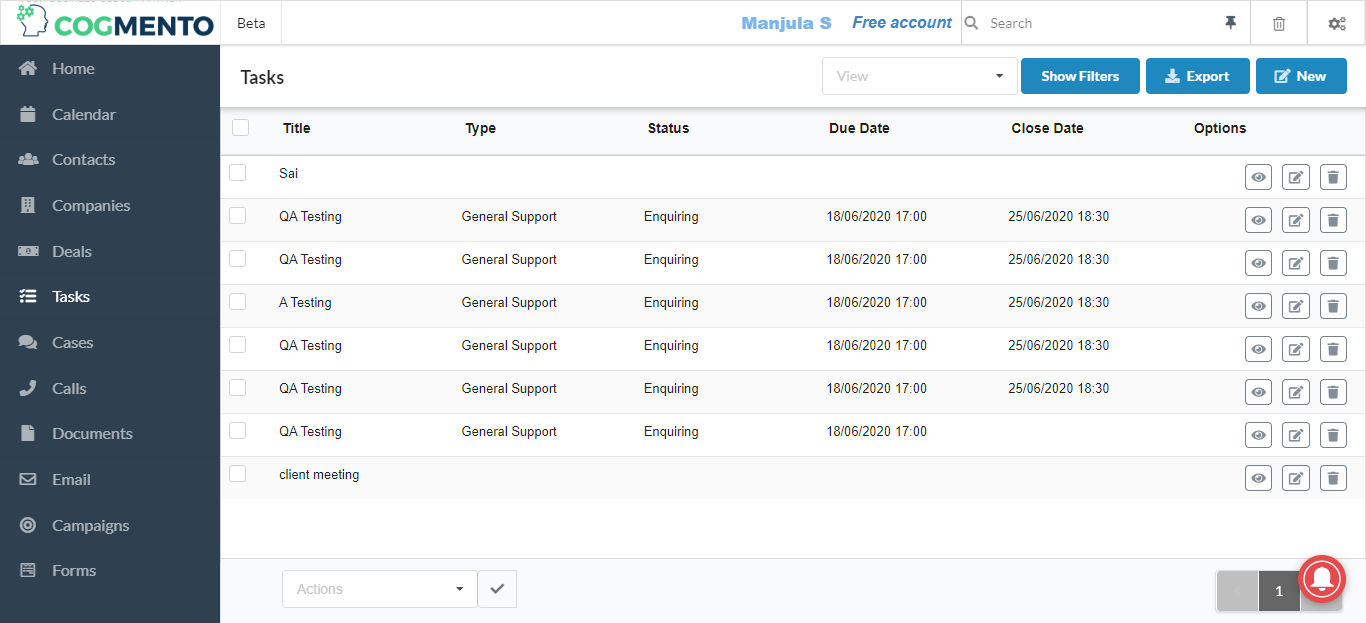 COGMENTO
Beta
Manjula S
Free account
Search
Home
Calendar
Contacts
Companies
Deals
Tasks
Cases
Calls
Documents
Email
Campaigns
Forms
Tasks
View
Show Filters
Export
New
Title Type Status Due Date Close Date Options
Sai
QA Testing General Support Enquiring 18/06/2020 17:00 25/06/2020 18:30
QA Testing General Support Enquiring 18/06/2020 17:00 25/06/2020 18:30
A Testing General Support Enquiring 18/06/2020 17:00 25/06/2020 18:30
QA Testing General Support Enquiring 18/06/2020 17:00 25/06/2020 18:30
QA Testing General Support Enquiring 18/06/2020 17:00 25/06/2020 18:30
QA Testing General Support Enquiring 18/06/2020 17:00
client meeting
Actions
1